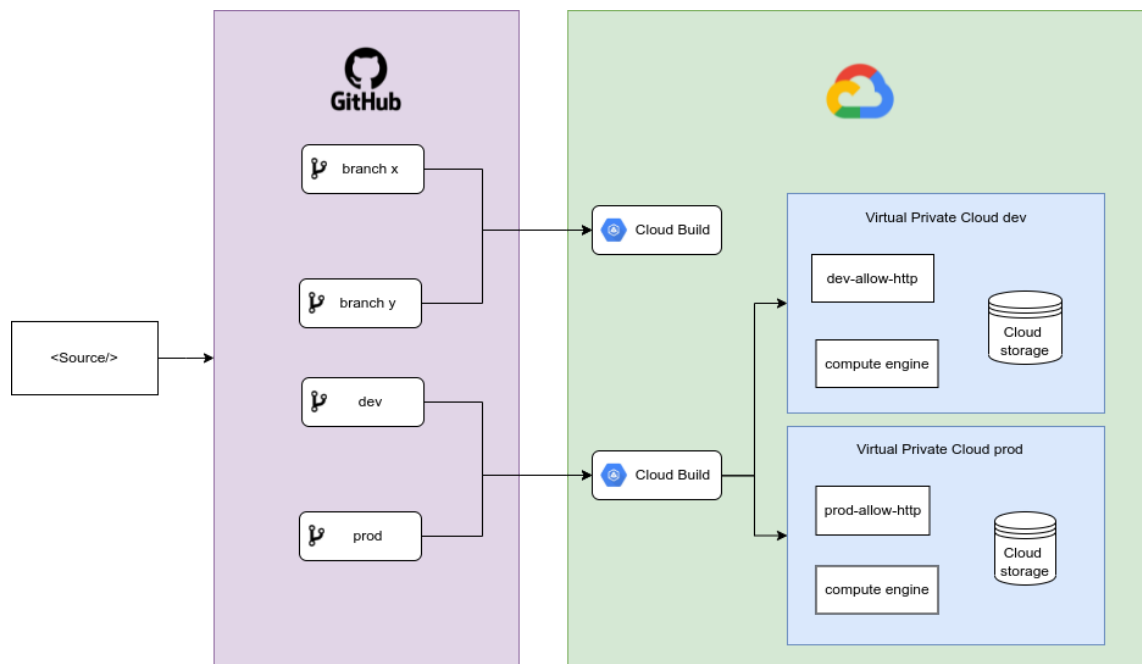 GitHub
branch x
branch y
<Source/>
dev
prod
Cloud Build
Cloud Build
Virtual Private Cloud dev
dev-allow-http
Cloud
storage
compute engine
Virtual Private Cloud prod
prod-allow-http
Cloud
storage
compute engine